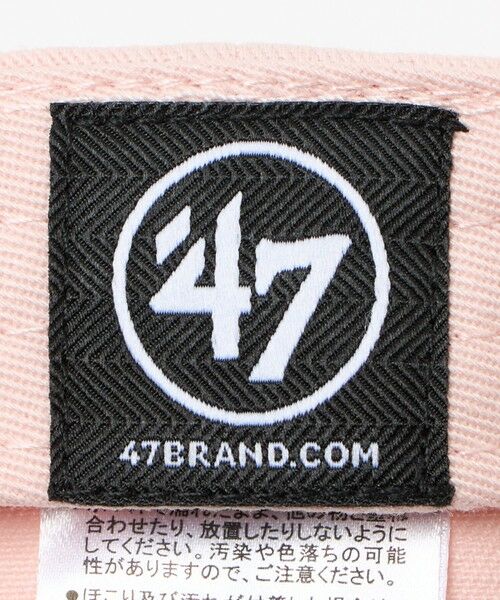 '47
47BRAND.COM
合わせたり、放置したりしないように
してください。汚染や色落ちの可能
性がありますので、ご注意ください。